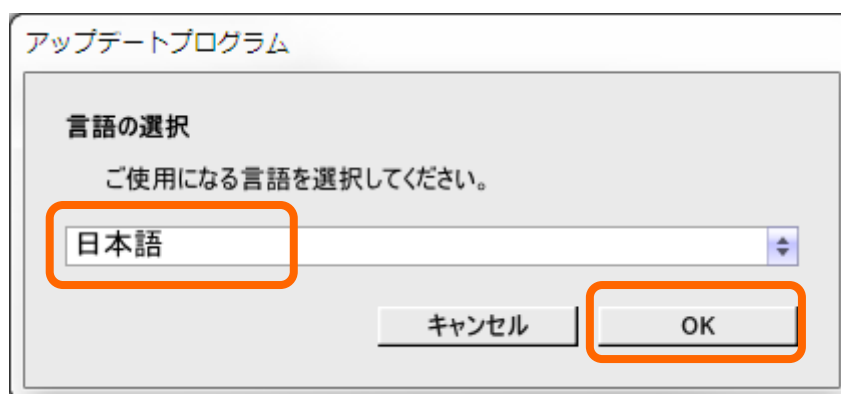 アップデートプログラム
言語の選択
ご使用になる言語を選択してください。
日本語
キャンセル OK